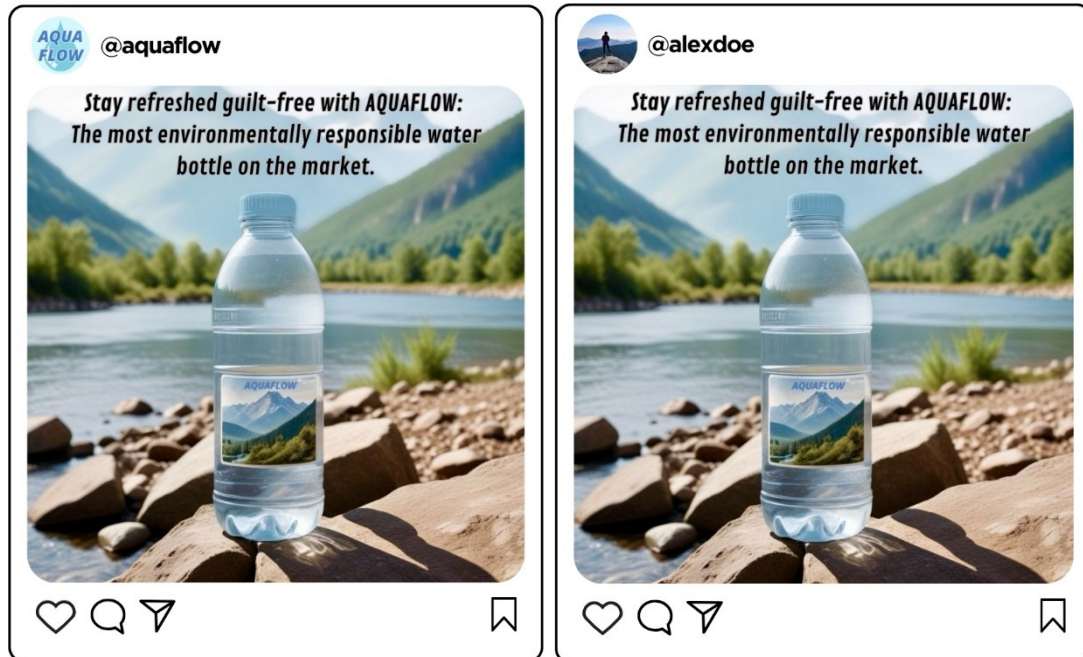 AQUA
FLOW
@aquaflow
Stay refreshed guilt-free with AQUAFLOW:
The most environmentally responsible water
bottle on the market.
AQUAFLOW
@alexdoe
Stay refreshed guilt-free with AQUAFLOW:
The most environmentally responsible water
bottle on the market.
AQUAFLOW